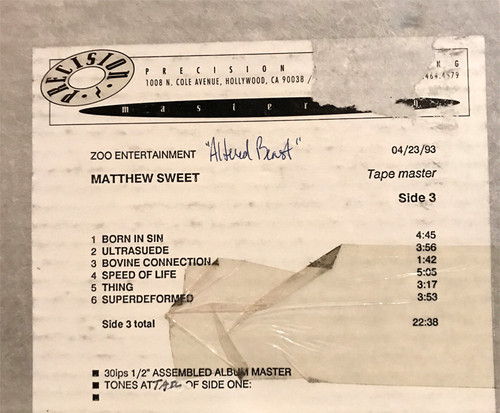 PRECISION
PRECISION K G
1008 N. COLE AVENUE, HOLLYWOOD, CA 90038 / 464.4579
master
ZOO ENTERTAINMENT "Altered Beast" 04/23/93
MATTHEW SWEET Tape master
Side 3
1 BORN IN SIN 4:45
2 ULTRASUEDE 3:56
3 BOVINE CONNECTION 1:42
4 SPEED OF LIFE 5:05
5 THING 3:17
6 SUPERDEFORMED 3:53
Side 3 total 22:38
■ 30ips 1/2" ASSEMBLED ALBUM MASTER
■ TONES AT OF SIDE ONE:
■